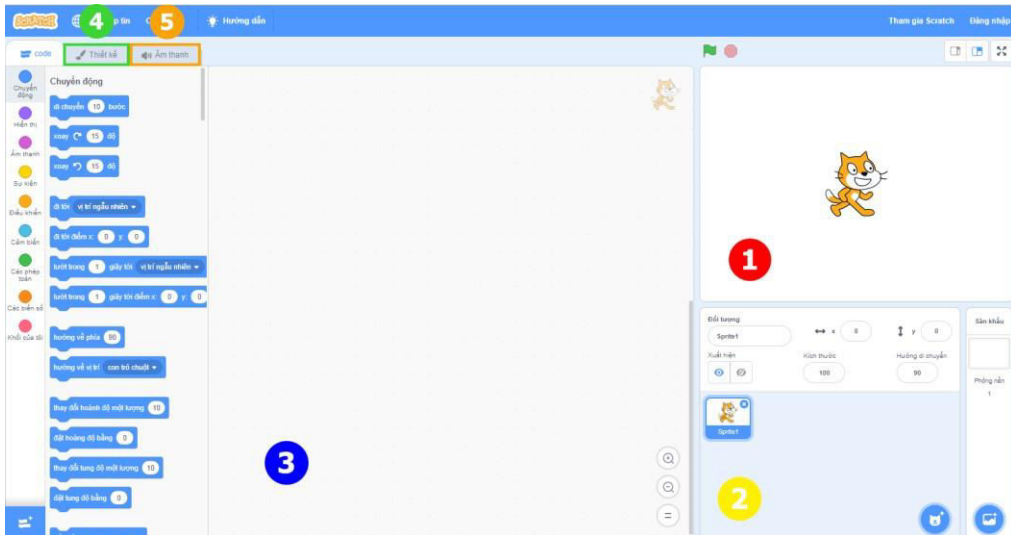 SCRATCH
4
5
p tin
Hướng dẫn
Tham gia Scratch
Đăng nhập
code
Thiết kế
Âm thanh
Chuyển động
Hiển thị
Âm thanh
Sự kiện
Điều khiển
Cảm biến
Các phép toán
Các biến số
Khối của tôi
Chuyển động
di chuyển 10 bước
xoay 15 độ
xoay 15 độ
đi tới vị trí ngẫu nhiên
đi tới điểm x: 0 y: 0
lướt trong 1 giây tới vị trí ngẫu nhiên
lướt trong 1 giây tới điểm x: 0 y: 0
hướng về phía 90
hướng về vị trí con trỏ chuột
thay đổi hoành độ một lượng 10
đặt hoàng độ bằng 0
thay đổi tung độ một lượng 10
đặt tung độ bằng 0
3
1
Đối tượng
Sprite1
x 0
y 0
Xuất hiện
Kích thước
100
Hướng di chuyển
90
Sprite1
2
Sân khấu
Phông nền
1